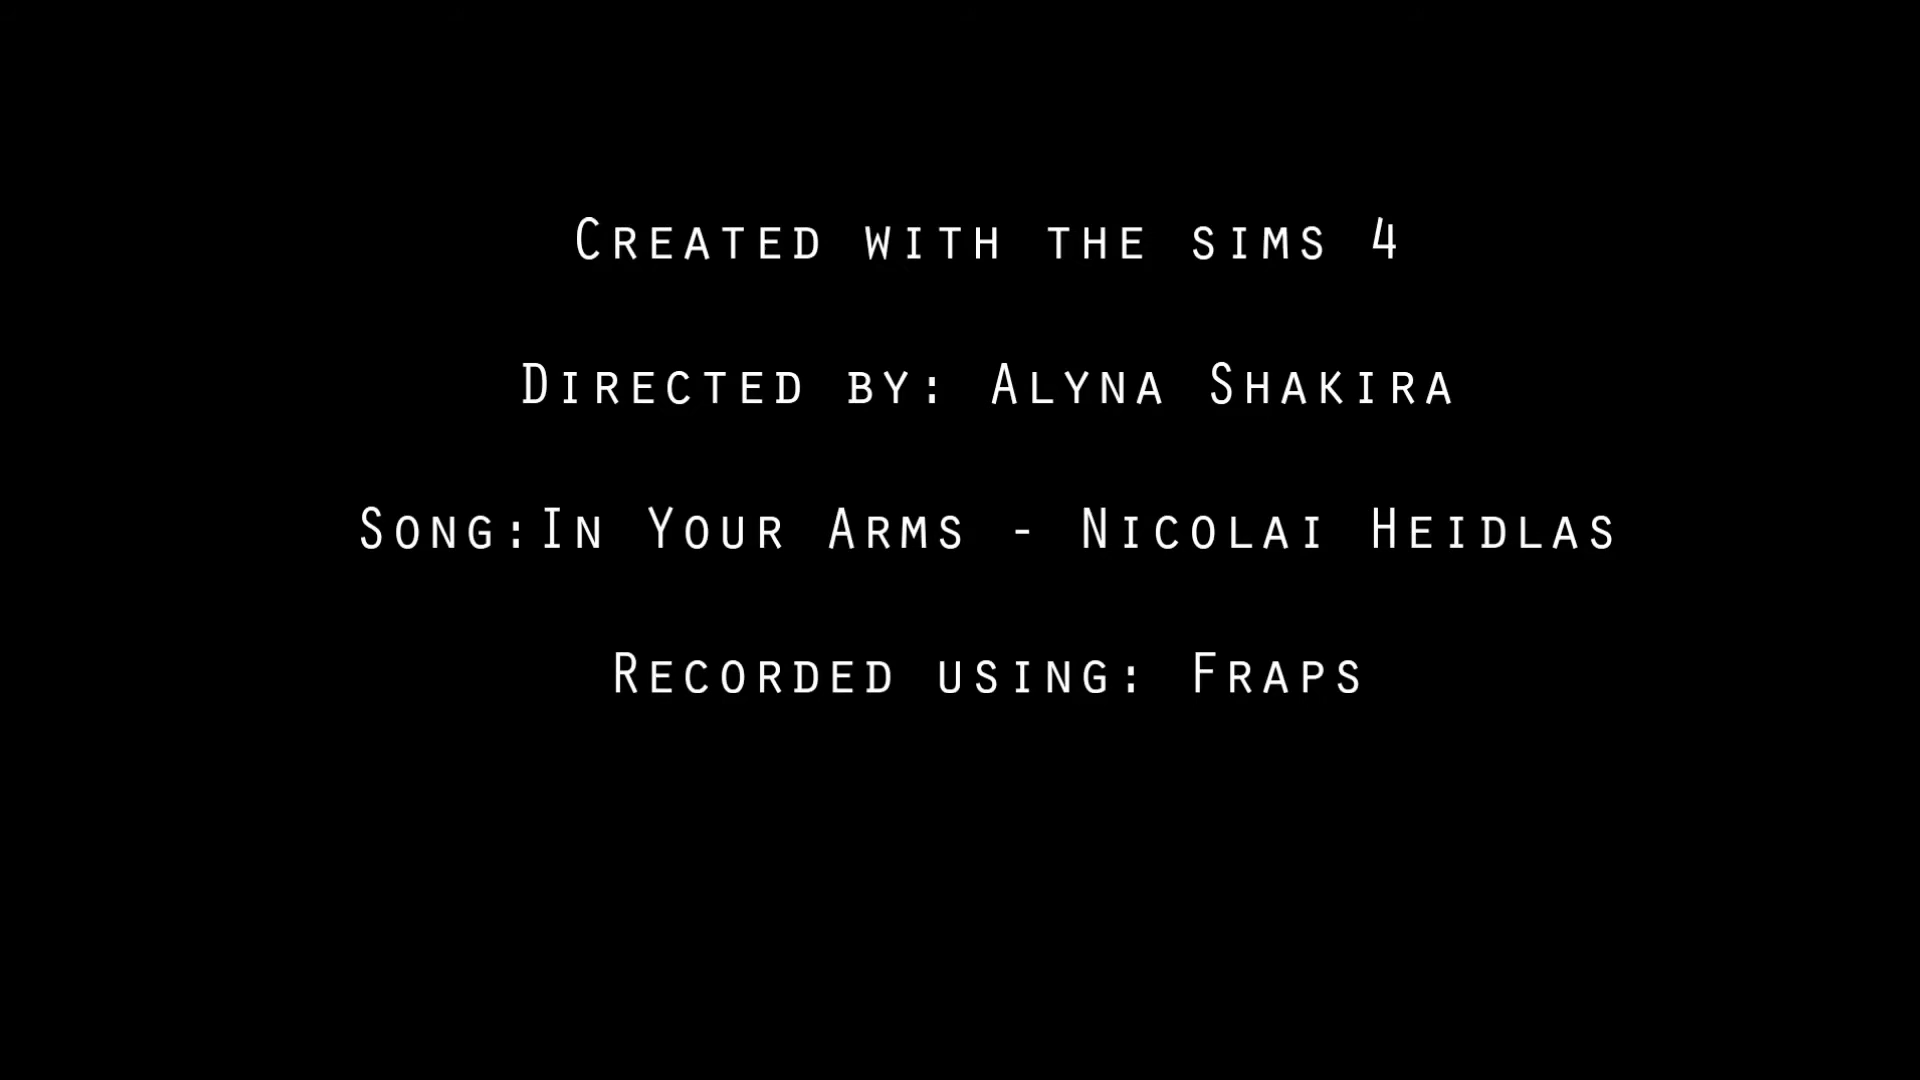 Created with the sims 4
Directed by: Alyna Shakira
Song:In Your Arms - Nicolai Heidlas
Recorded using: Fraps